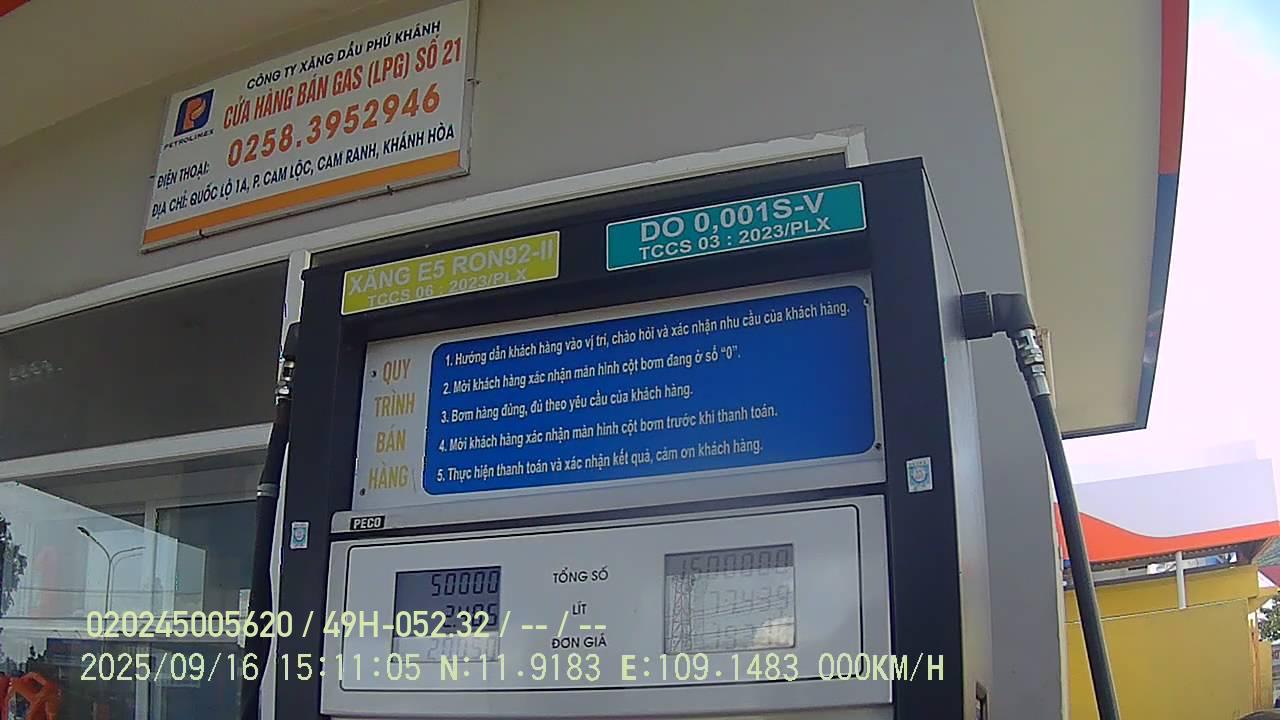 CÔNG TY XĂNG DẦU PHÚ KHÁNH
CỬA HÀNG BÁN GAS (LPG) SỐ 21
PETROLIMEX
ĐIỆN THOẠI: 0258.3952946
ĐỊA CHỈ: QUỐC LỘ 1A, P. CAM LỘC, CAM RANH, KHÁNH HÒA
XĂNG E5 RON92-II
TCCS 06 : 2023/PLX
DO 0,001S-V
TCCS 03 : 2023/PLX
QUY TRÌNH BÁN HÀNG
1. Hướng dẫn khách hàng vào vị trí, chào hỏi và xác nhận nhu cầu của khách hàng.
2. Mời khách hàng xác nhận màn hình cột bơm đang ở số "0".
3. Bơm hàng đúng, đủ theo yêu cầu của khách hàng.
4. Mời khách hàng xác nhận màn hình cột bơm trước khi thanh toán.
5. Thực hiện thanh toán và xác nhận kết quả, cảm ơn khách hàng.
PECO
50000
TỔNG SỐ
1500000
LÍT
ĐƠN GIÁ
020245005620 / 49H-052.32 / -- / --
2025/09/16 15:11:05 N:11.9183 E:109.1483 000KM/H